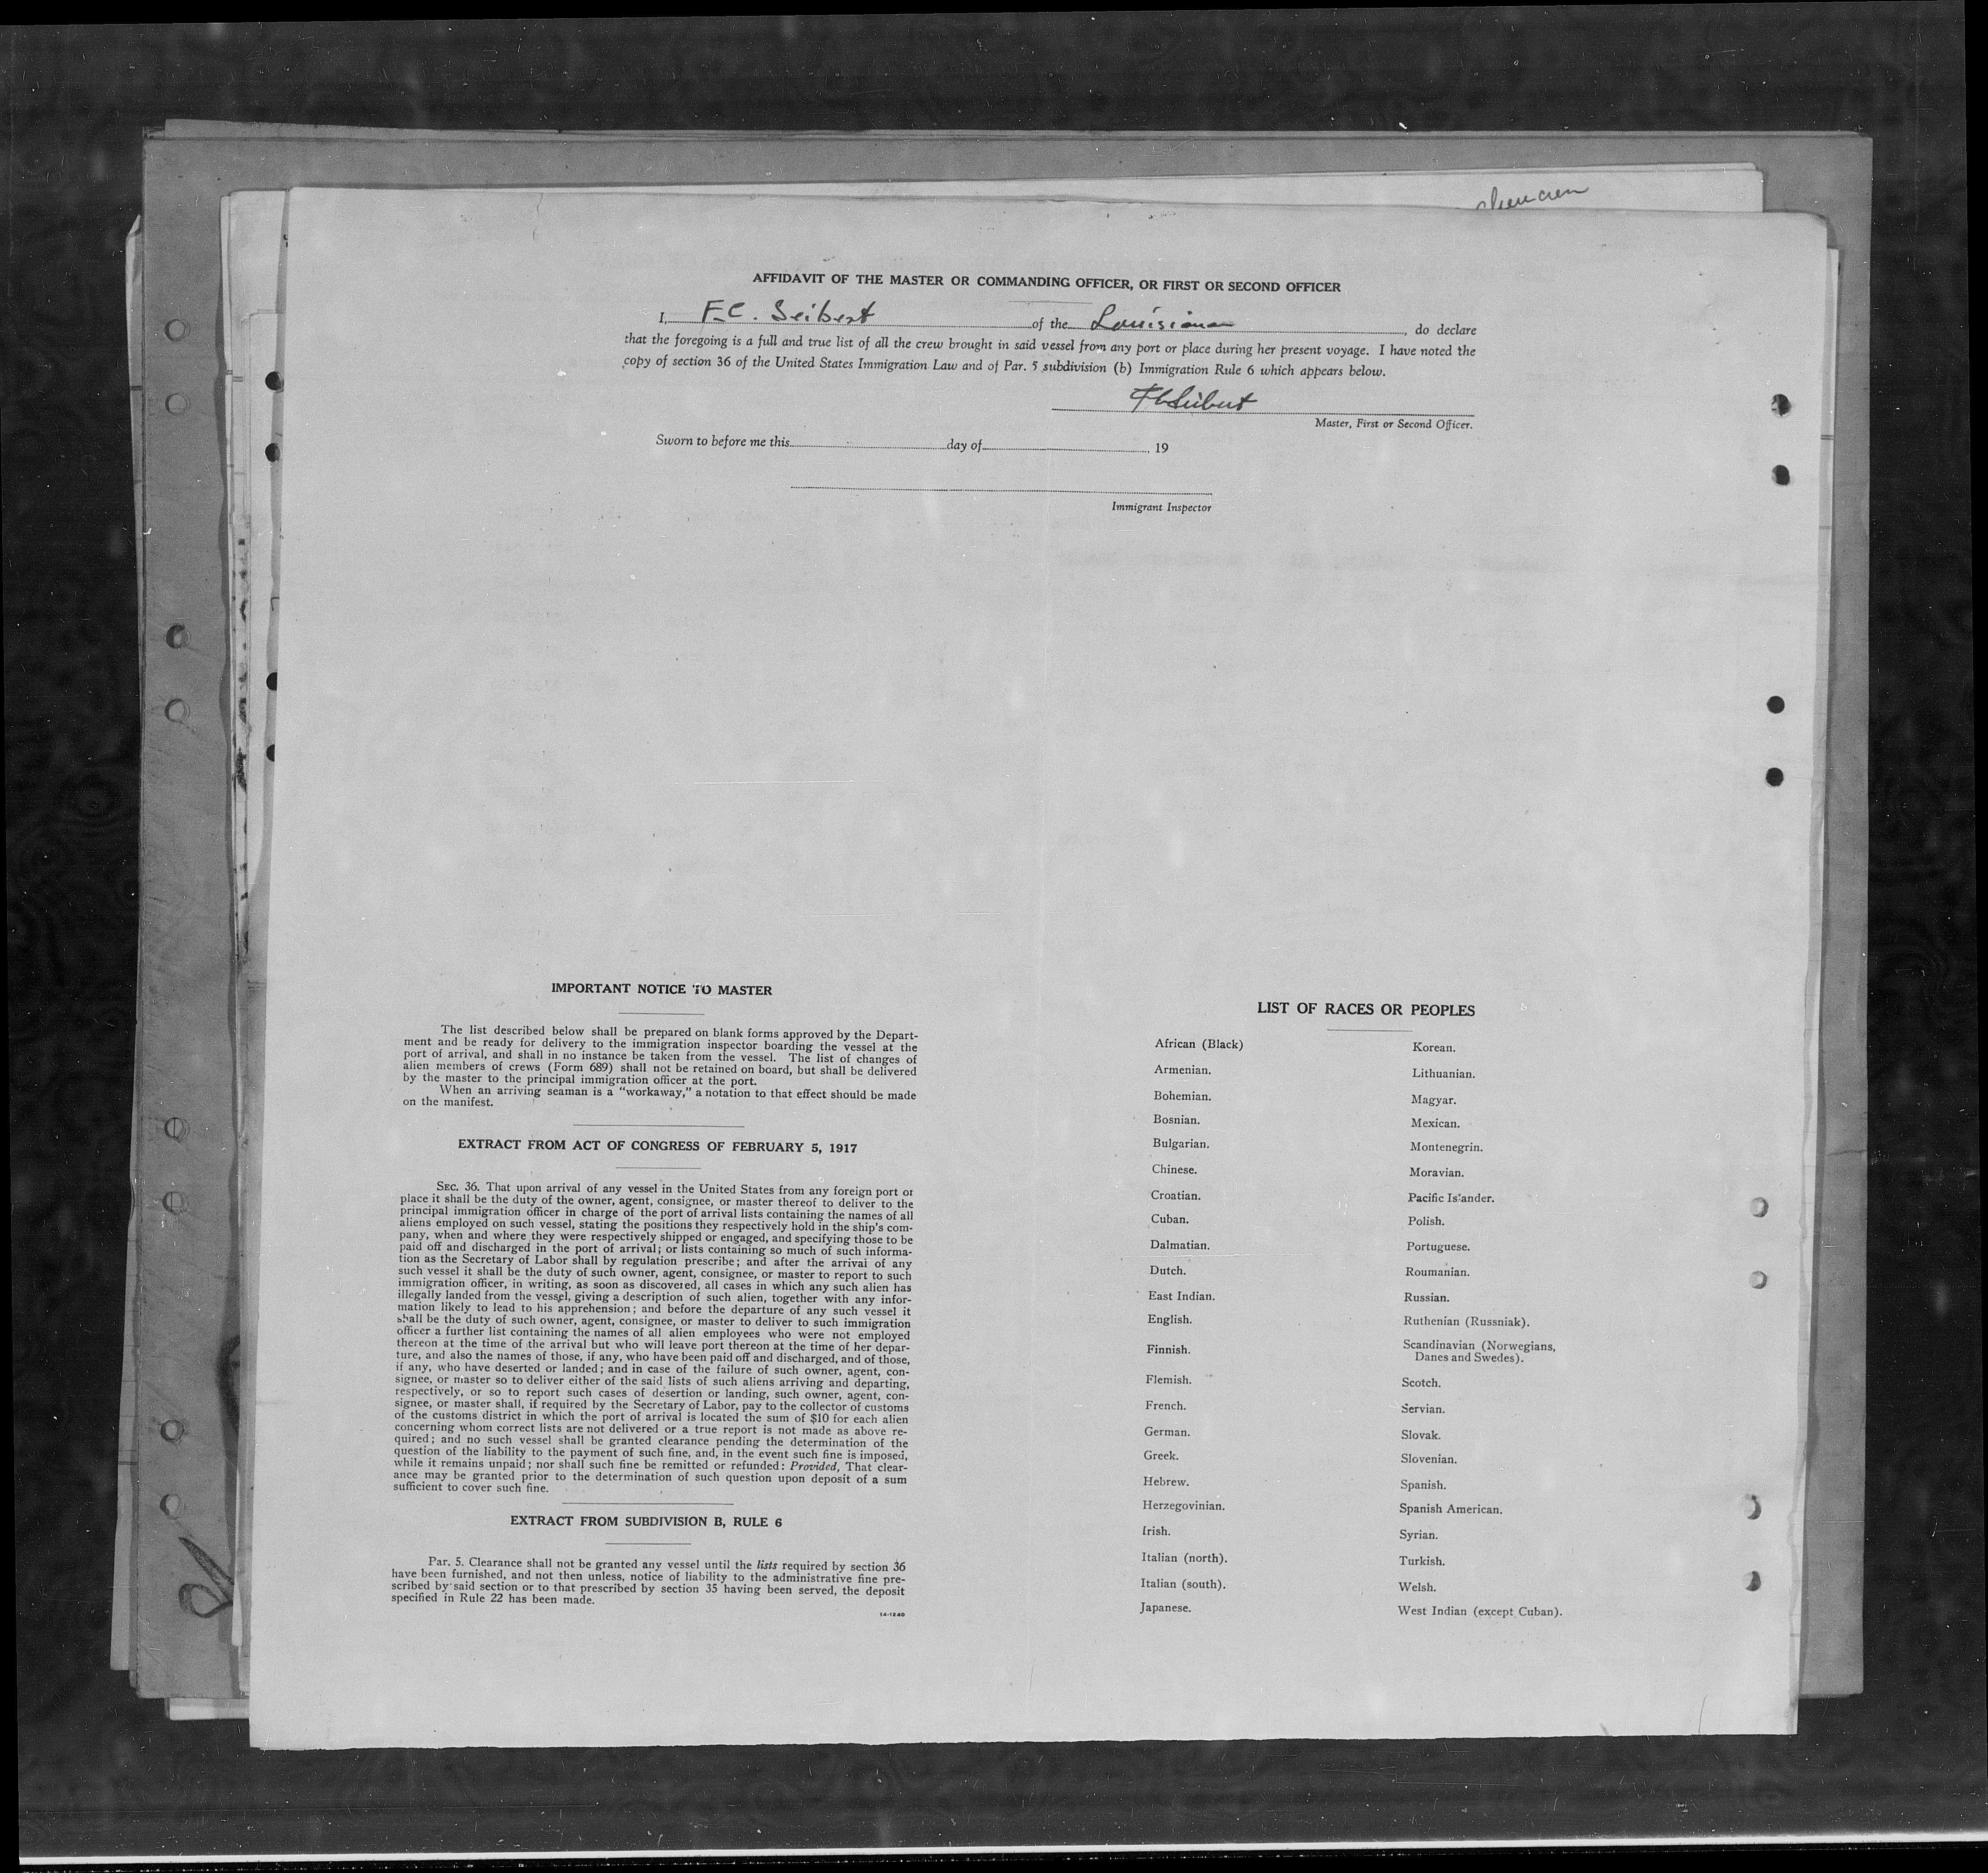 AFFIDAVIT OF THE MASTER OR COMMANDING OFFICER, OR FIRST OR SECOND OFFICER
I, F.C. Seibert of the Louisiana, do declare
that the foregoing is a full and true list of all the crew brought in said vessel from any port or place during her present voyage. I have noted the
copy of section 36 of the United States Immigration Law and of Par. 5 subdivision (b) Immigration Rule 6 which appears below.
FCSeibert
Master, First or Second Officer.
Sworn to before me this day of , 19
Immigrant Inspector
IMPORTANT NOTICE TO MASTER
The list described below shall be prepared on blank forms approved by the Depart-
ment and be ready for delivery to the immigration inspector boarding the vessel at the
port of arrival, and shall in no instance be taken from the vessel. The list of changes of
alien members of crews (Form 689) shall not be retained on board, but shall be delivered
by the master to the principal immigration officer at the port.
When an arriving seaman is a "workaway," a notation to that effect should be made
on the manifest.
EXTRACT FROM ACT OF CONGRESS OF FEBRUARY 5, 1917
SEC. 36. That upon arrival of any vessel in the United States from any foreign port or
place it shall be the duty of the owner, agent, consignee, or master thereof to deliver to the
principal immigration officer in charge of the port of arrival lists containing the names of all
aliens employed on such vessel, stating the positions they respectively hold in the ship's com-
pany, when and where they were respectively shipped or engaged, and specifying those to be
paid off and discharged in the port of arrival; or lists containing so much of such informa-
tion as the Secretary of Labor shall by regulation prescribe; and after the arrival of any
such vessel it shall be the duty of such owner, agent, consignee, or master to report to such
immigration officer, in writing, as soon as discovered, all cases in which any such alien has
illegally landed from the vessel, giving a description of such alien, together with any infor-
mation likely to lead to his apprehension; and before the departure of any such vessel it
shall be the duty of such owner, agent, consignee, or master to deliver to such immigration
officer a further list containing the names of all alien employees who were not employed
thereon at the time of the arrival but who will leave port thereon at the time of her depar-
ture, and also the names of those, if any, who have been paid off and discharged, and of those,
if any, who have deserted or landed; and in case of the failure of such owner, agent, con-
signee, or master so to deliver either of the said lists of such aliens arriving and departing,
respectively, or so to report such cases of desertion or landing, such owner, agent, con-
signee, or master shall, if required by the Secretary of Labor, pay to the collector of customs
of the customs district in which the port of arrival is located the sum of $10 for each alien
concerning whom correct lists are not delivered or a true report is not made as above re-
quired; and no such vessel shall be granted clearance pending the determination of the
question of the liability to the payment of such fine, and, in the event such fine is imposed,
while it remains unpaid; nor shall such fine be remitted or refunded: Provided, That clear-
ance may be granted prior to the determination of such question upon deposit of a sum
sufficient to cover such fine.
EXTRACT FROM SUBDIVISION B, RULE 6
Par. 5. Clearance shall not be granted any vessel until the lists required by section 36
have been furnished, and not then unless, notice of liability to the administrative fine pre-
scribed by said section or to that prescribed by section 35 having been served, the deposit
specified in Rule 22 has been made.
14-1240
LIST OF RACES OR PEOPLES
African (Black)
Armenian.
Bohemian.
Bosnian.
Bulgarian.
Chinese.
Croatian.
Cuban.
Dalmatian.
Dutch.
East Indian.
English.
Finnish.
Flemish.
French.
German.
Greek.
Hebrew.
Herzegovinian.
Irish.
Italian (north).
Italian (south).
Japanese.
Korean.
Lithuanian.
Magyar.
Mexican.
Montenegrin.
Moravian.
Pacific Islander.
Polish.
Portuguese.
Roumanian.
Russian.
Ruthenian (Russniak).
Scandinavian (Norwegians,
Danes and Swedes).
Scotch.
Servian.
Slovak.
Slovenian.
Spanish.
Spanish American.
Syrian.
Turkish.
Welsh.
West Indian (except Cuban).